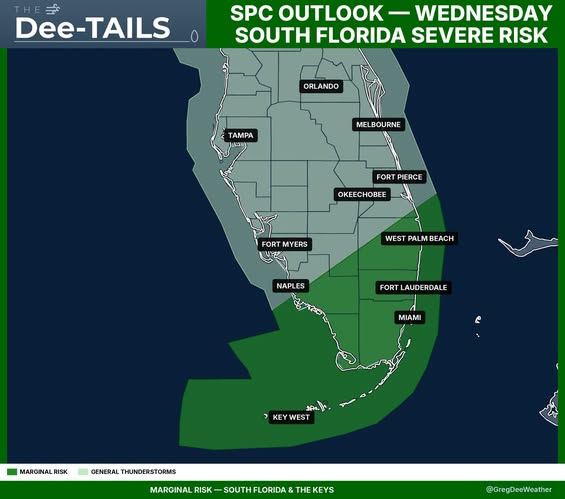 THE
Dee-TAILS
SPC OUTLOOK — WEDNESDAY
SOUTH FLORIDA SEVERE RISK
ORLANDO
MELBOURNE
TAMPA
FORT PIERCE
OKEECHOBEE
WEST PALM BEACH
FORT MYERS
NAPLES
FORT LAUDERDALE
MIAMI
KEY WEST
MARGINAL RISK
GENERAL THUNDERSTORMS
MARGINAL RISK — SOUTH FLORIDA & THE KEYS
@GregDeeWeather